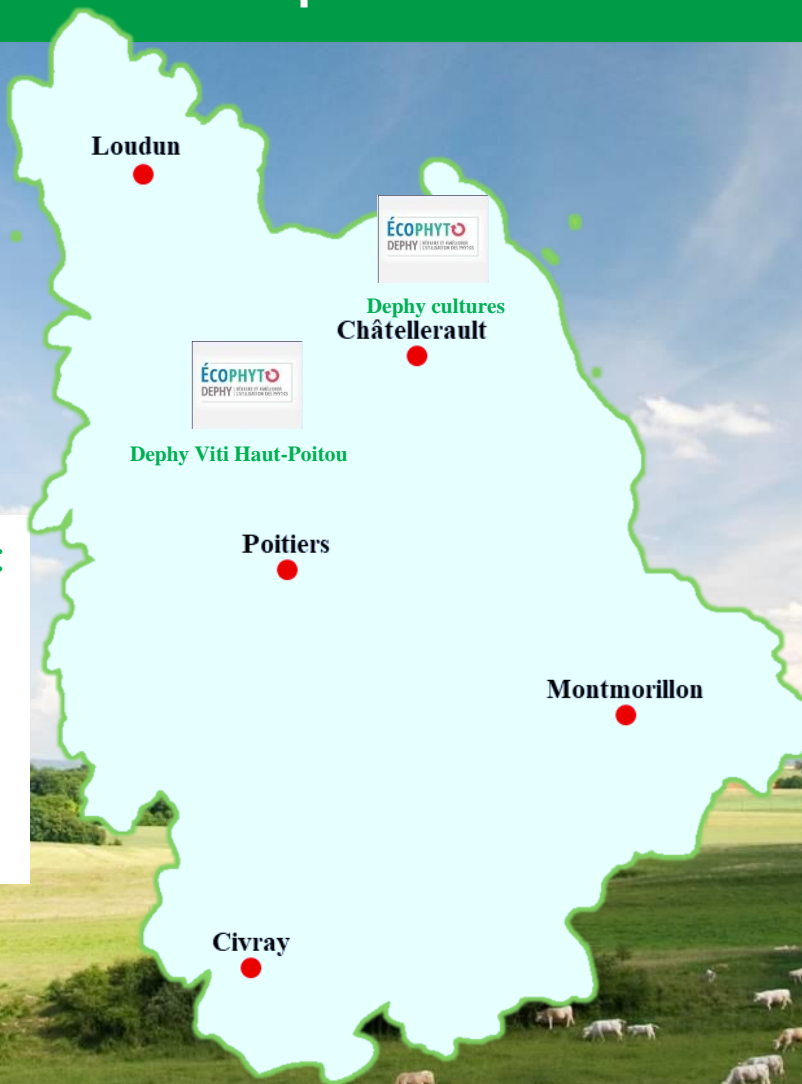 Loudun
ÉCOPHYTO
DEPHY
Dephy cultures
Châtellerault
ÉCOPHYTO
DEPHY
Dephy Viti Haut-Poitou
:
Poitiers
Montmorillon
Civray